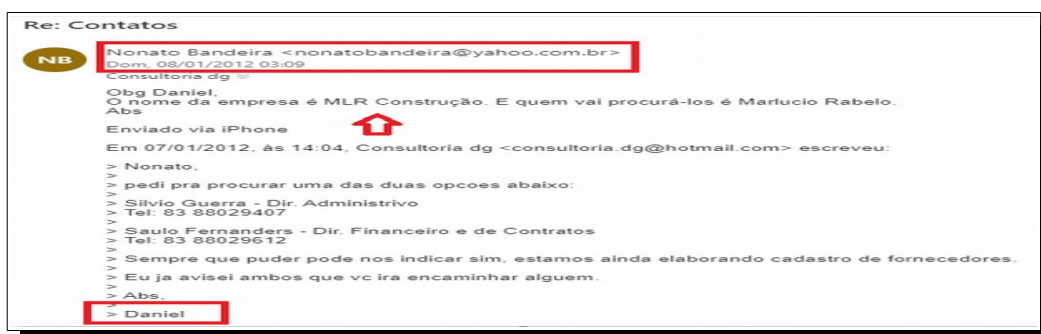 Re: Contatos
NB
Nonato Bandeira <nonatobandeira@yahoo.com.br>
Dom, 08/01/2012 03:09
Consultoria dg
Obg Daniel,
O nome da empresa é MLR Construção. E quem vai procurá-los é Marlucio Rabelo.
Abs
Enviado via iPhone
Em 07/01/2012, às 14:04, Consultoria dg <consultoria.dg@hotmail.com> escreveu:
> Nonato,
>
> pedi pra procurar uma das duas opcoes abaixo:
>
> Silvio Guerra - Dir. Administrivo
> Tel: 83 88029407
>
> Saulo Fernanders - Dir. Financeiro e de Contratos
> Tel: 83 88029612
>
> Sempre que puder pode nos indicar sim, estamos ainda elaborando cadastro de fornecedores.
>
> Eu ja avisei ambos que vc ira encaminhar alguem.
>
> Abs,
>
> Daniel